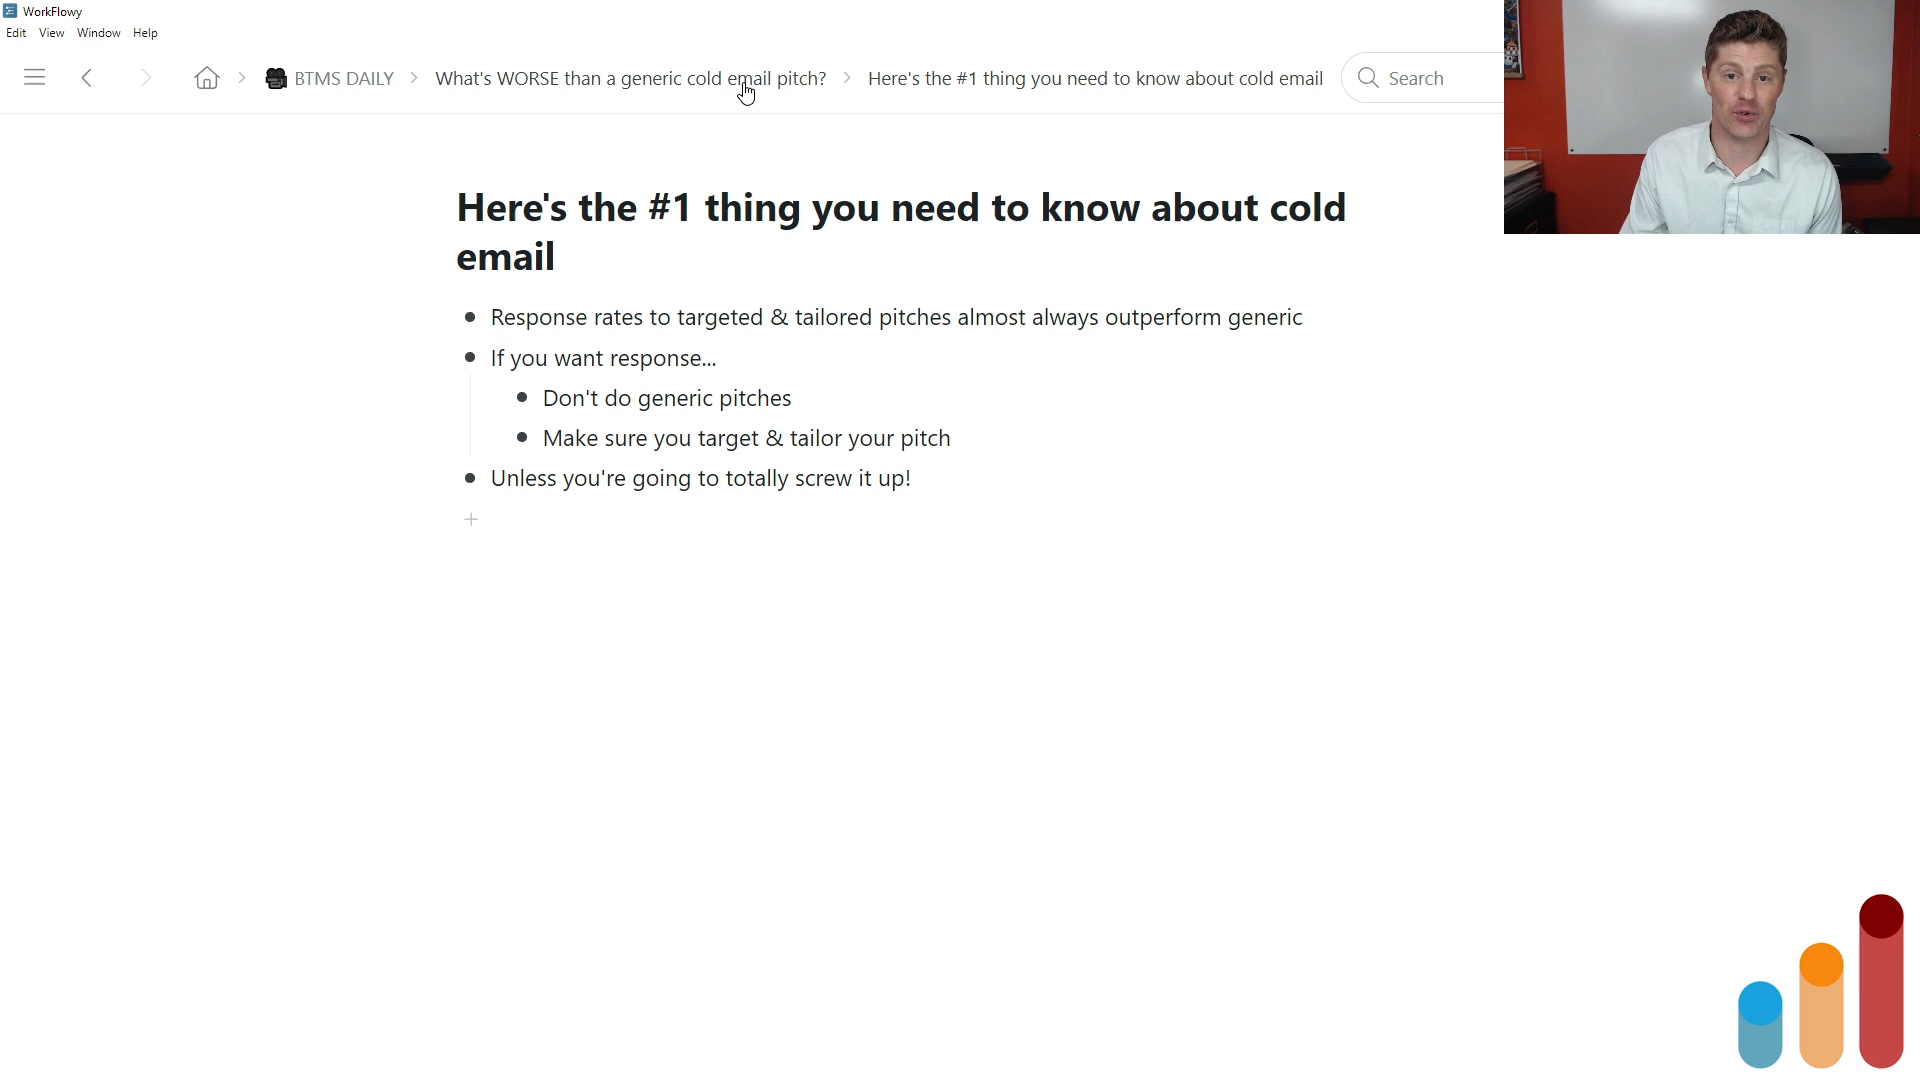 WorkFlowy
Edit View Window Help
BTMS DAILY > What's WORSE than a generic cold email pitch? > Here's the #1 thing you need to know about cold email
Search
Here's the #1 thing you need to know about cold
email
Response rates to targeted & tailored pitches almost always outperform generic
If you want response...
Don't do generic pitches
Make sure you target & tailor your pitch
Unless you're going to totally screw it up!